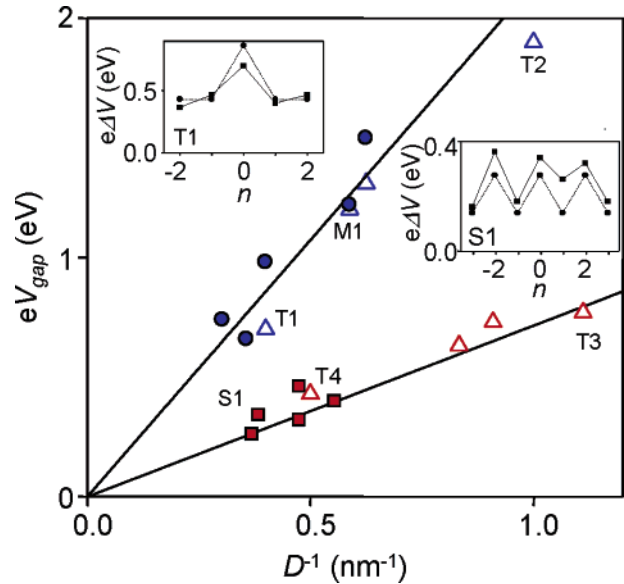 2
1
0
eV_gap (eV)
0.0
0.5
1.0
D⁻¹ (nm⁻¹)
eΔV (eV)
0.5
0.0
T1
-2
0
2
n
T2
eΔV (eV)
0.4
0.0
S1
-2
0
2
n
M1
T1
T3
S1
T4